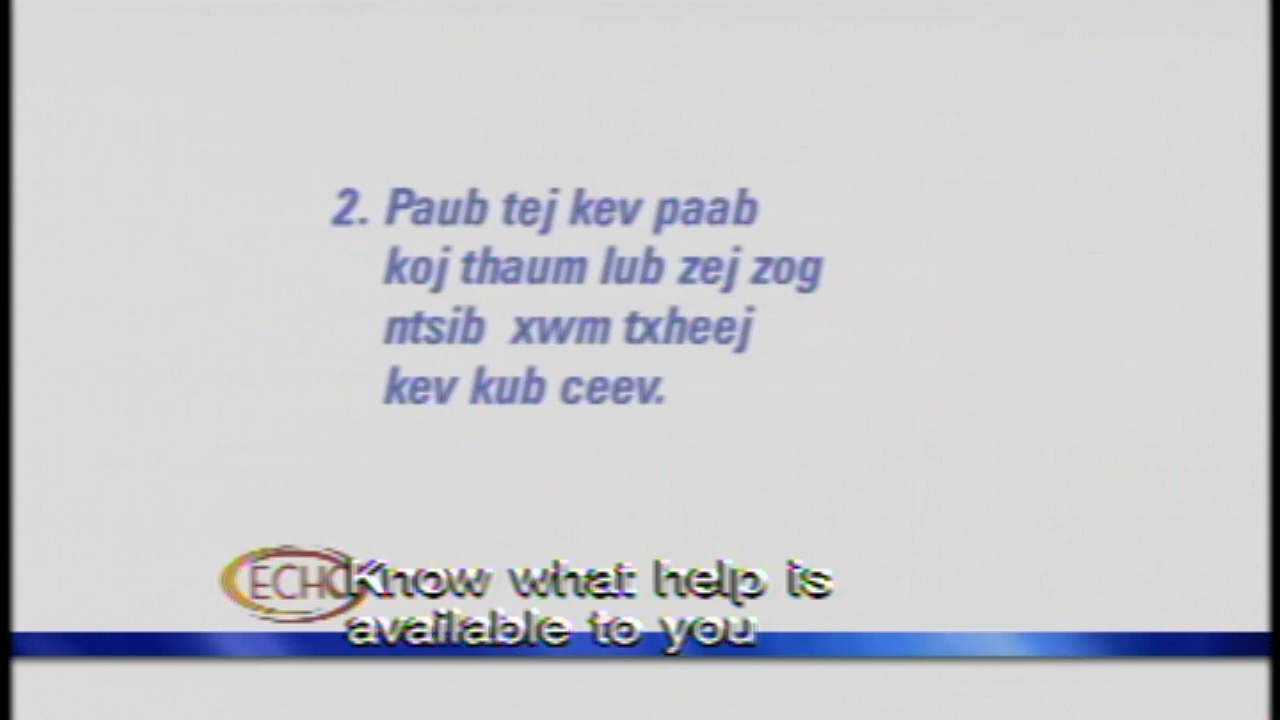 2. Paub tej kev paab
koj thaum lub zej zog
ntsib xwm txheej
kev kub ceev.
ECHO
Know what help is
available to you